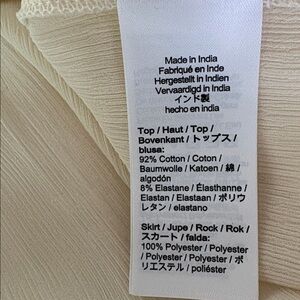 Made in India
Fabriqué en Inde
Hergestellt in Indien
Vervaardigd in India
インド製
hecho en india
Top / Haut / Top /
Bovenkant / トップス /
blusa:
92% Cotton / Coton /
Baumwolle / Katoen / 綿 /
algodón
8% Elastane / Élasthanne /
Elastan / Elastaan / ポリウ
レタン / elastano
Skirt / Jupe / Rock / Rok /
スカート / falda:
100% Polyester / Polyester
/ Polyester / Polyester / ポ
リエステル / poliéster